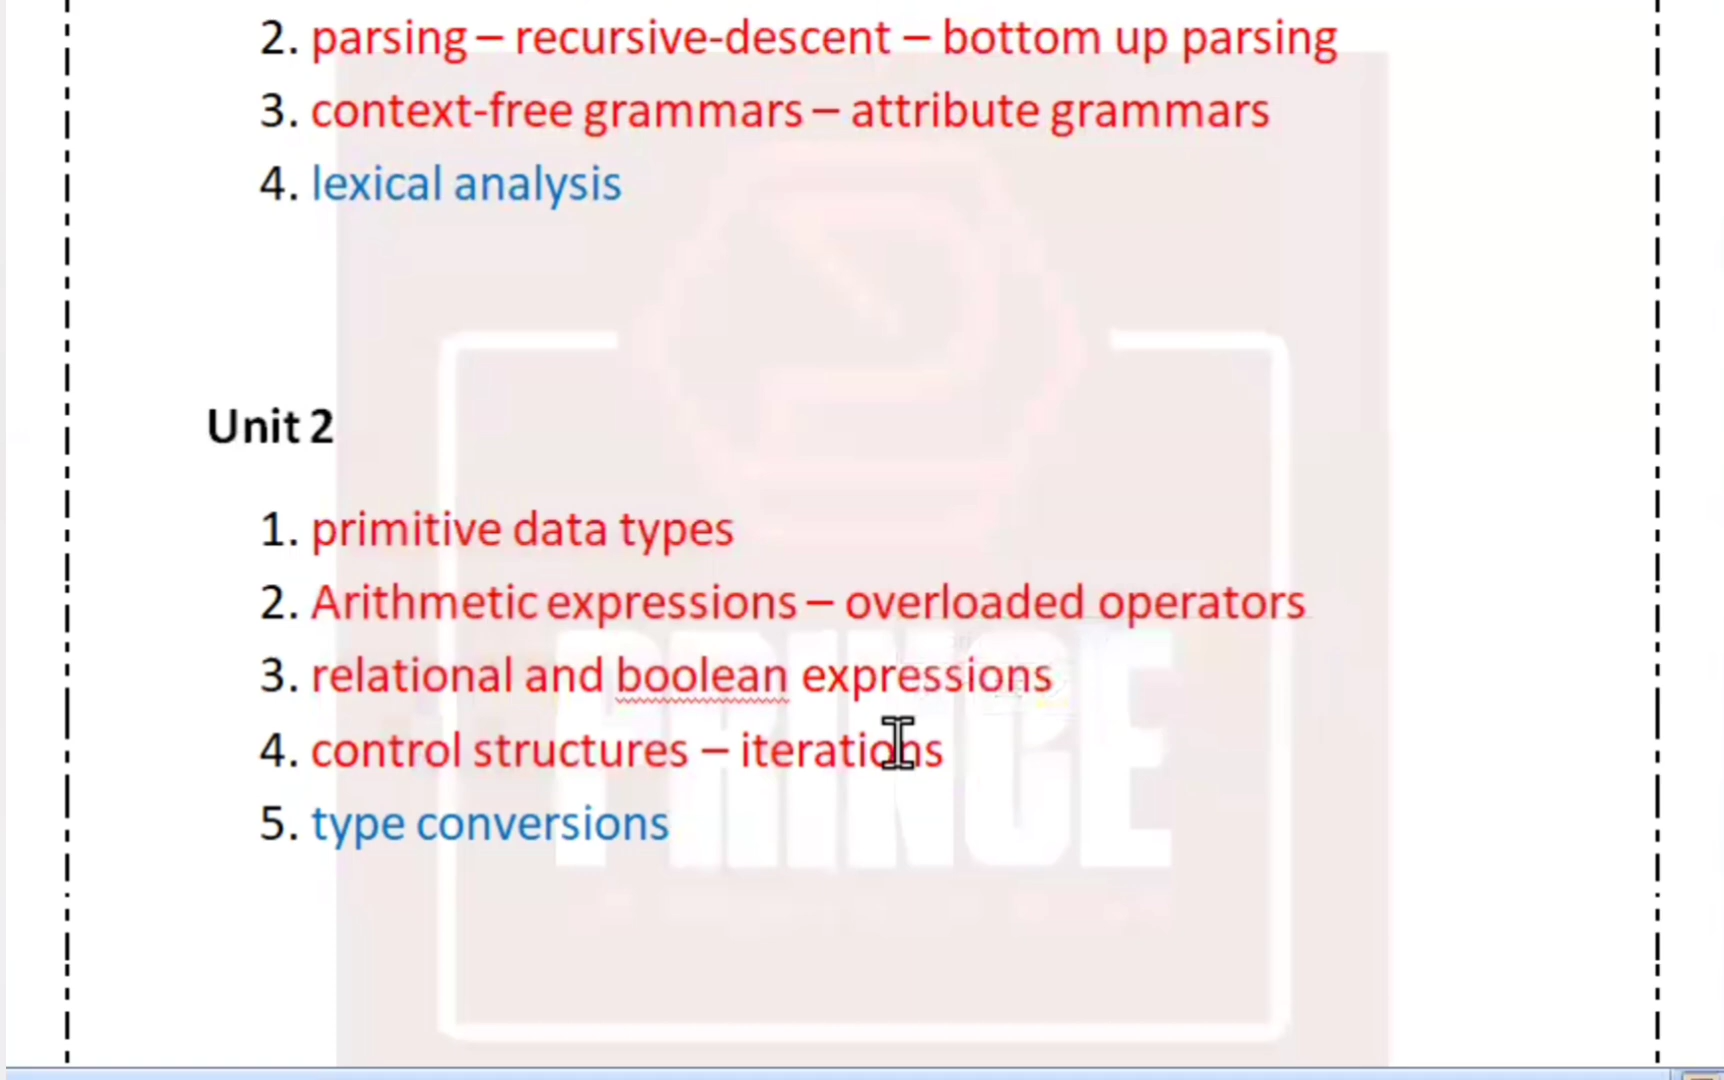 2. parsing – recursive-descent – bottom up parsing
3. context-free grammars – attribute grammars
4. lexical analysis
Unit 2
1. primitive data types
2. Arithmetic expressions – overloaded operators
3. relational and boolean expressions
4. control structures – iterations
5. type conversions
PRINCE